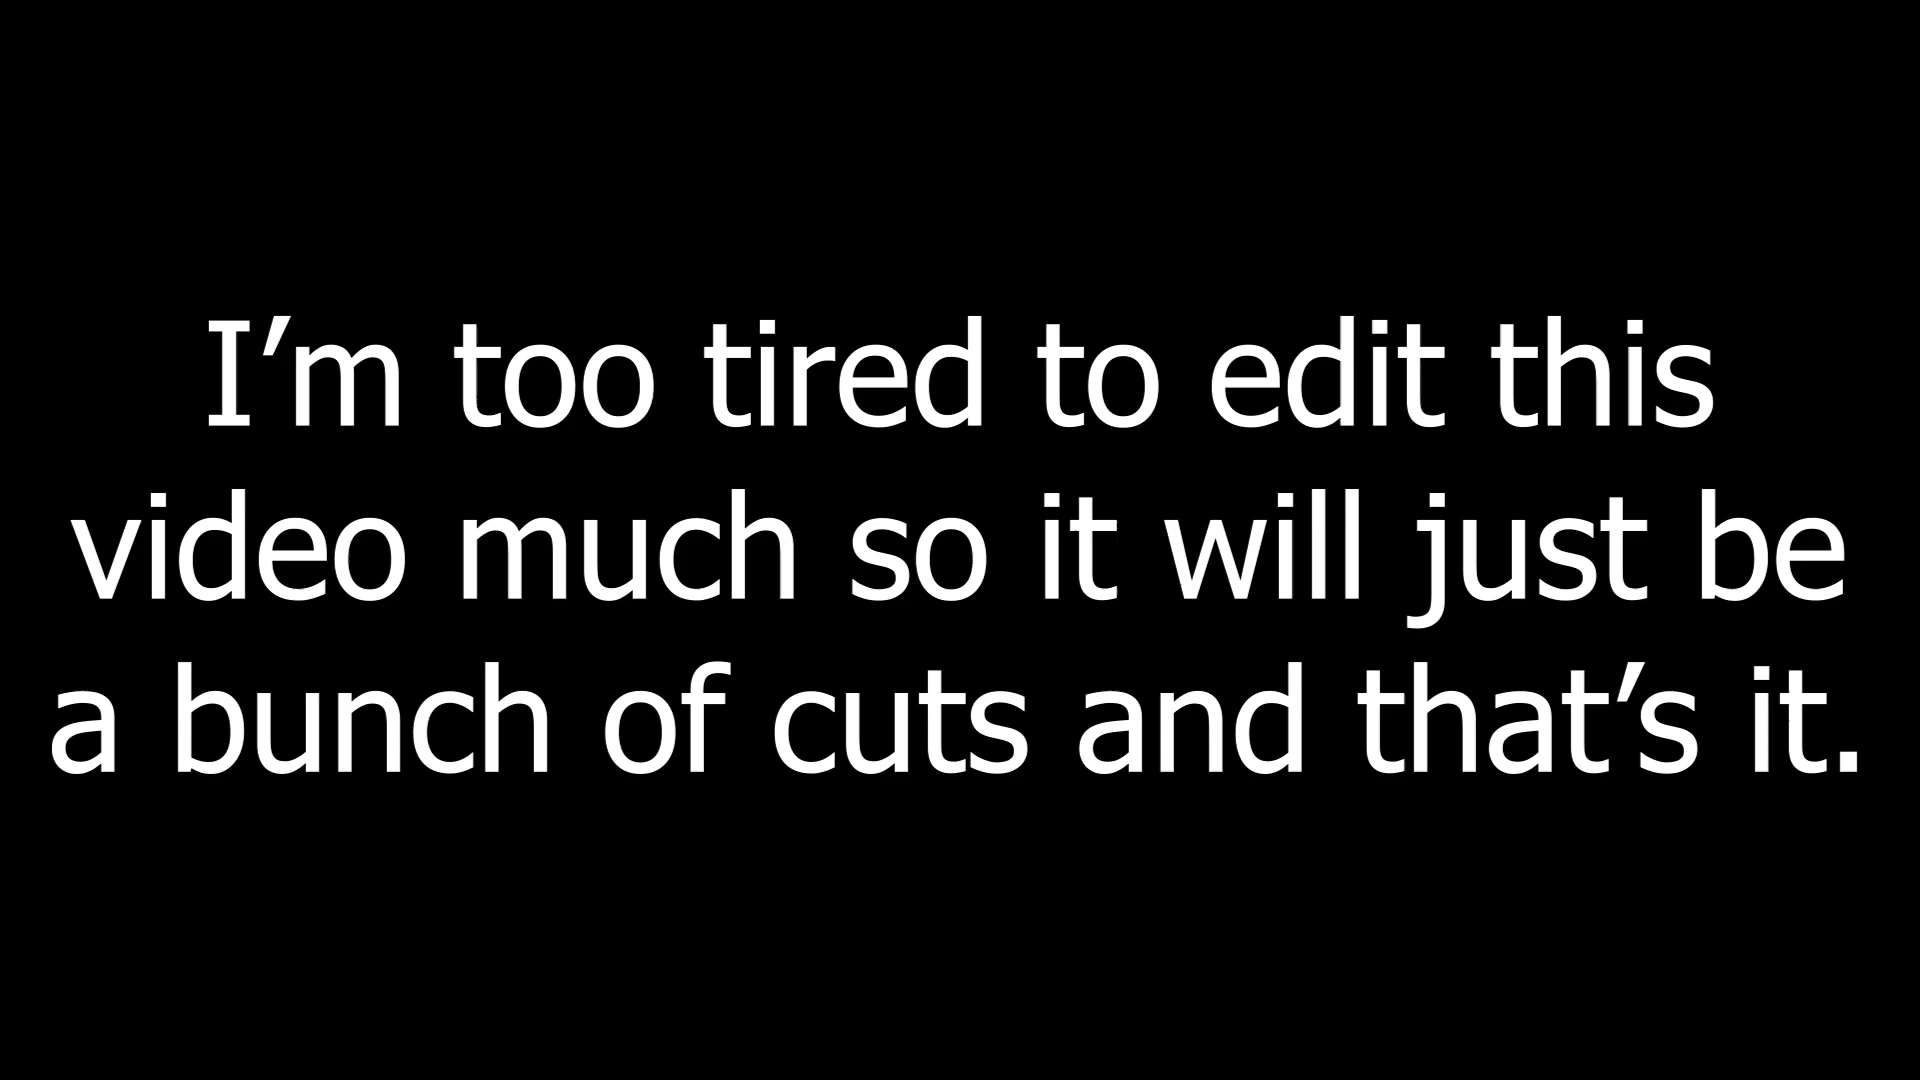 I’m too tired to edit this
video much so it will just be
a bunch of cuts and that’s it.